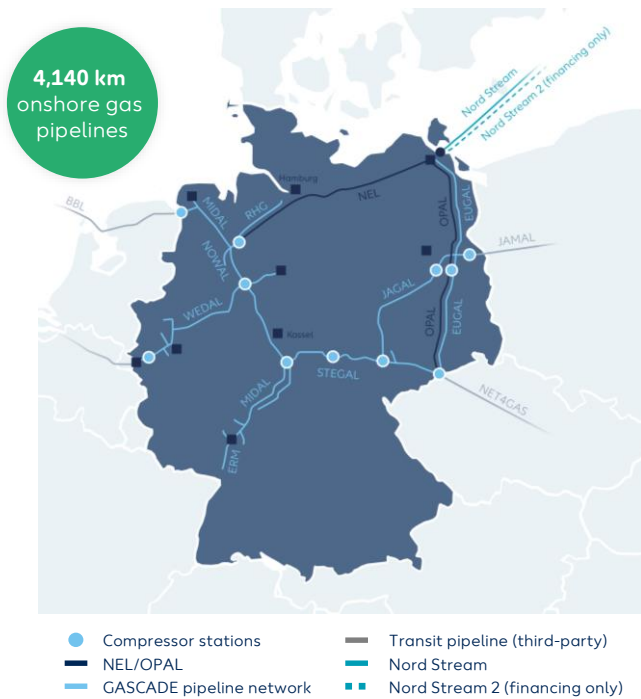 4,140 km
onshore gas
pipelines
Nord Stream
Nord Stream 2 (financing only)
Hamburg
BBL
MIDAL
RHG
NEL
OPAL
EUGAL
NOWAL
JAMAL
WEDAL
JAGAL
OPAL
EUGAL
Kassel
STEGAL
MIDAL
NET4GAS
ERM
Compressor stations
Transit pipeline (third-party)
NEL/OPAL
Nord Stream
GASCADE pipeline network
Nord Stream 2 (financing only)